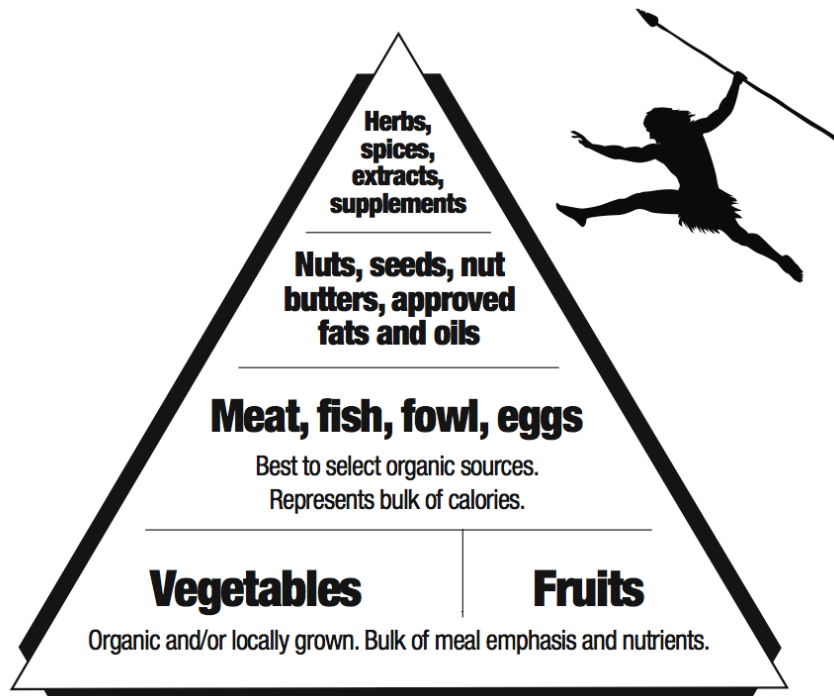 Herbs,
spices,
extracts,
supplements
Nuts, seeds, nut
butters, approved
fats and oils
Meat, fish, fowl, eggs
Best to select organic sources.
Represents bulk of calories.
Vegetables
Fruits
Organic and/or locally grown. Bulk of meal emphasis and nutrients.